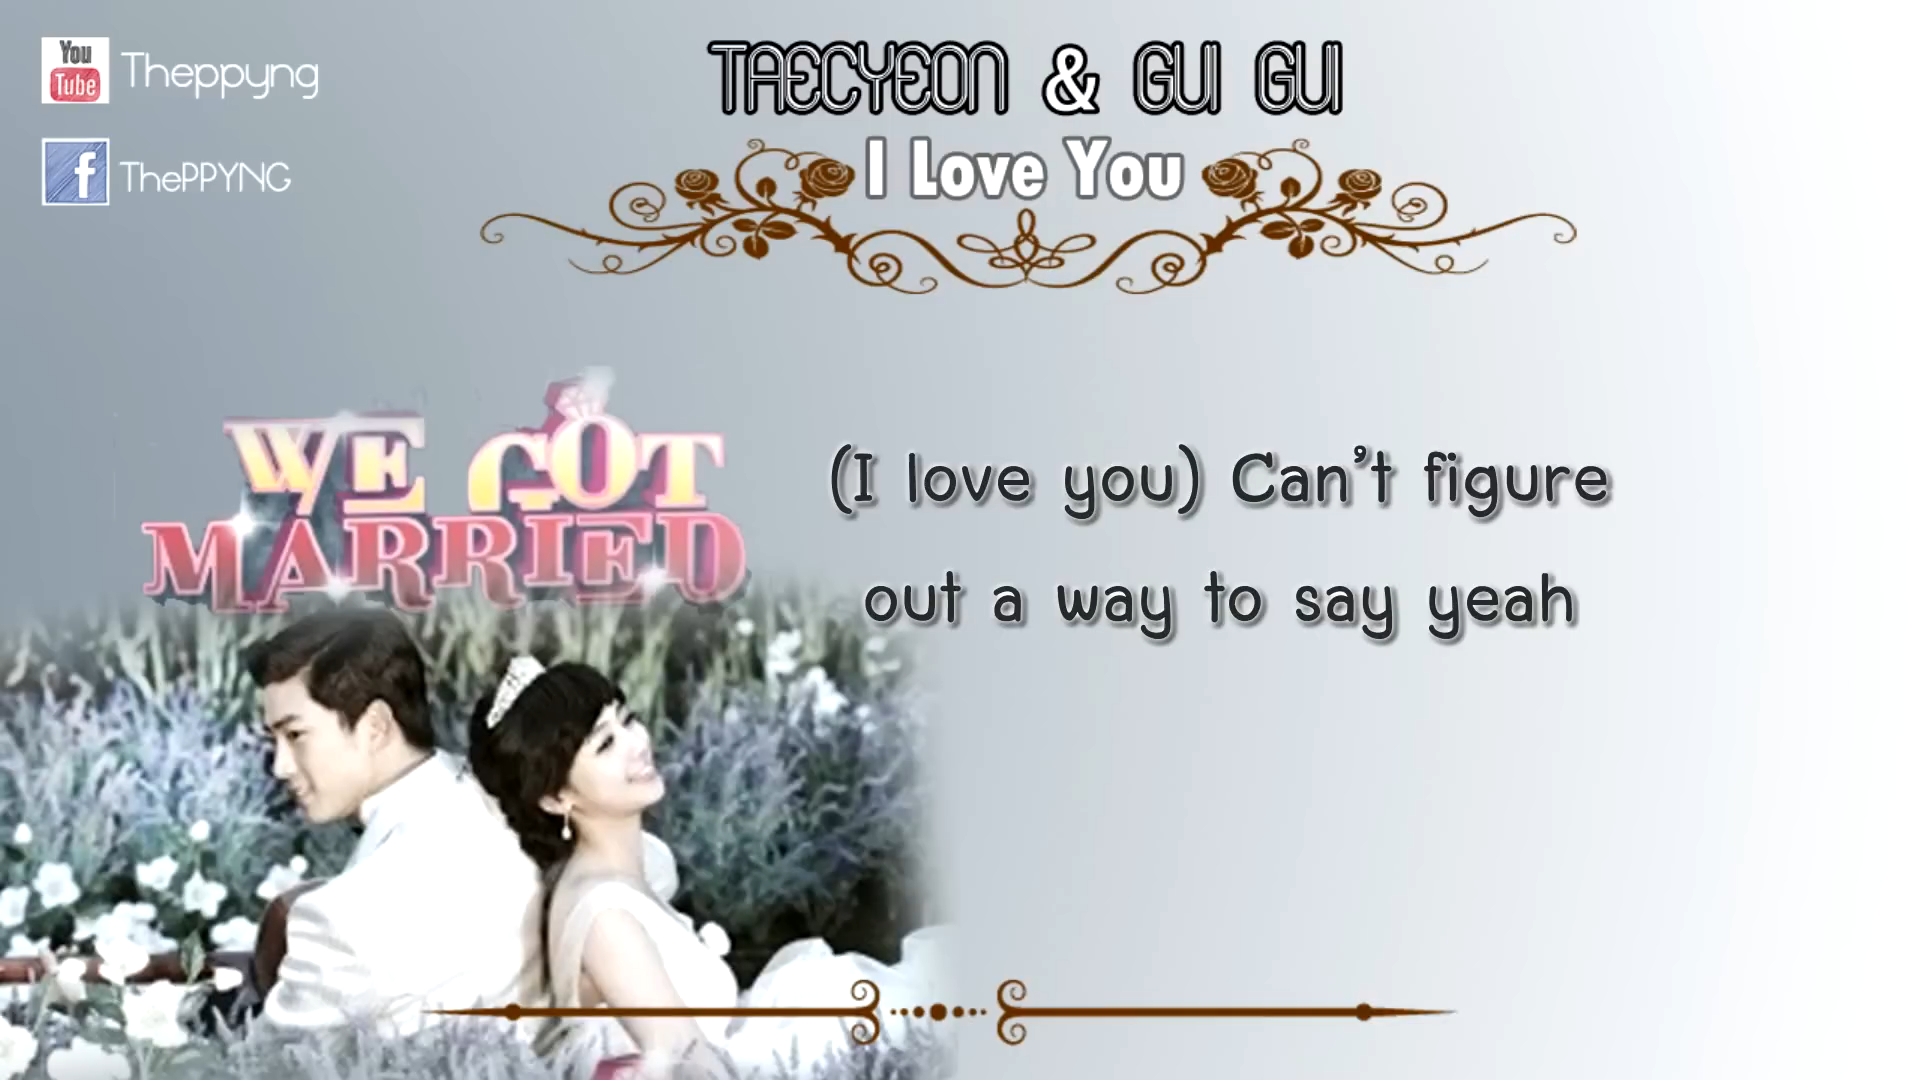 You
Tube
Theppyng
f
ThePPYNG
TAECYEON & GUI GUI
I Love You
WE GOT
MARRIED
(I love you) Can't figure
out a way to say yeah